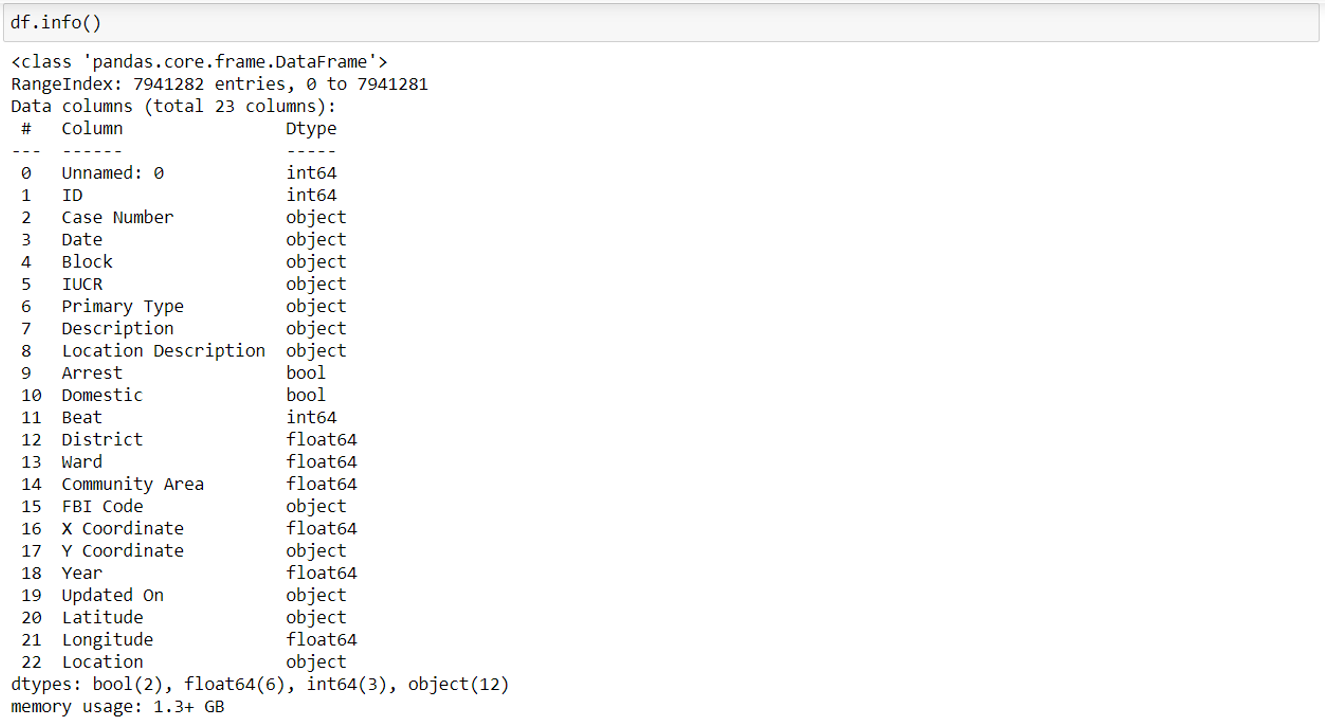 df.info()
<class 'pandas.core.frame.DataFrame'>
RangeIndex: 7941282 entries, 0 to 7941281
Data columns (total 23 columns):
 #   Column                Dtype
---  ------                -----
 0   Unnamed: 0            int64
 1   ID                    int64
 2   Case Number           object
 3   Date                  object
 4   Block                 object
 5   IUCR                  object
 6   Primary Type          object
 7   Description           object
 8   Location Description  object
 9   Arrest                bool
 10  Domestic              bool
 11  Beat                  int64
 12  District              float64
 13  Ward                  float64
 14  Community Area        float64
 15  FBI Code              object
 16  X Coordinate          float64
 17  Y Coordinate          object
 18  Year                  float64
 19  Updated On            object
 20  Latitude              object
 21  Longitude             float64
 22  Location              object
dtypes: bool(2), float64(6), int64(3), object(12)
memory usage: 1.3+ GB